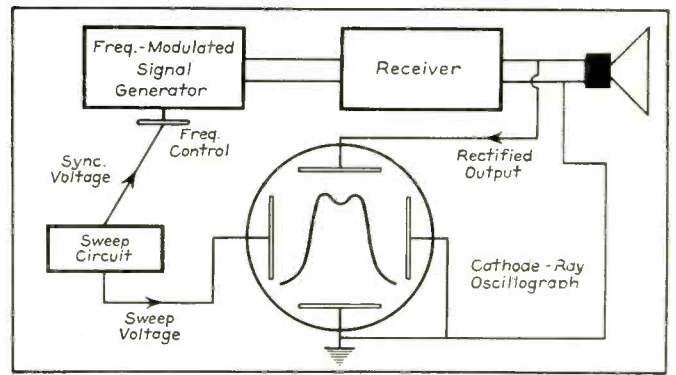 Freq.-Modulated
Signal
Generator
Receiver
Freq.
Control
Sync.
Voltage
Rectified
Output
Sweep
Circuit
Cathode-Ray
Oscillograph
Sweep
Voltage